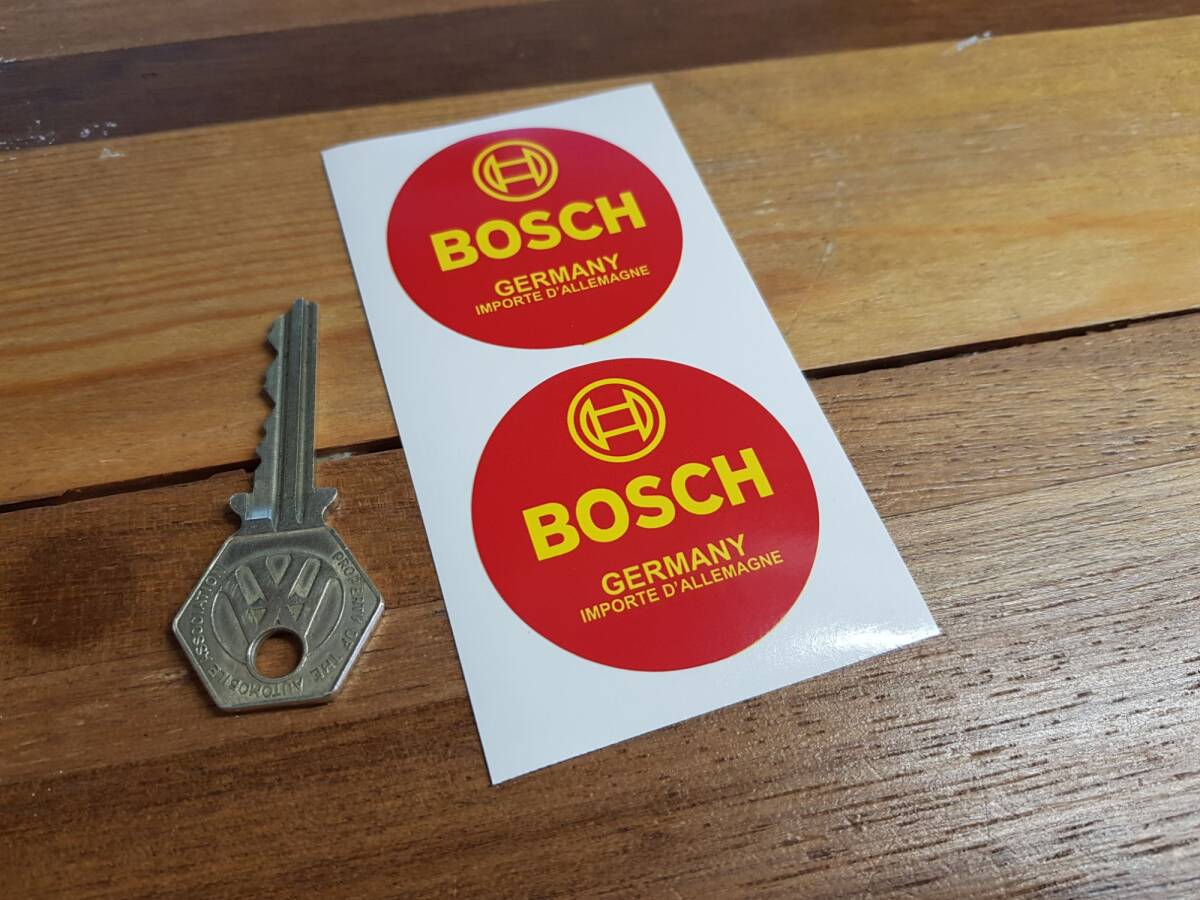 BOSCH
GERMANY
IMPORTE D'ALLEMAGNE
BOSCH
GERMANY
IMPORTE D'ALLEMAGNE
PROPERTY OF THE AUTOMOBILE ASSOCIATION